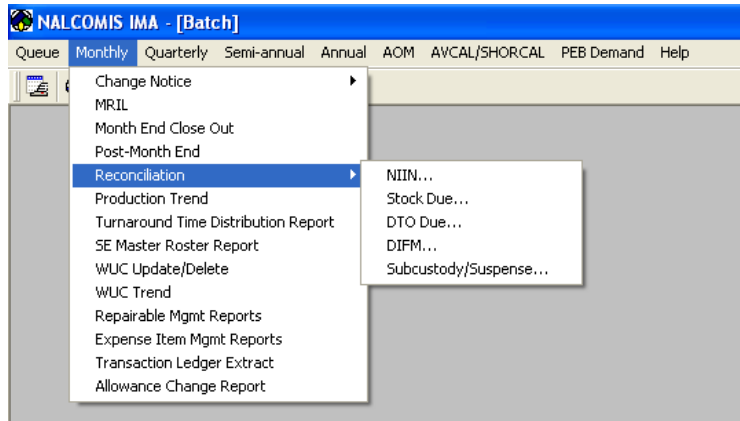 NALCOMIS IMA - [Batch]
Queue Monthly Quarterly Semi-annual Annual AOM AVCAL/SHORCAL PEB Demand Help
Change Notice
MRIL
Month End Close Out
Post-Month End
Reconciliation
NIIN...
Production Trend
Stock Due...
Turnaround Time Distribution Report
DTO Due...
SE Master Roster Report
DIFM...
WUC Update/Delete
Subcustody/Suspense...
WUC Trend
Repairable Mgmt Reports
Expense Item Mgmt Reports
Transaction Ledger Extract
Allowance Change Report